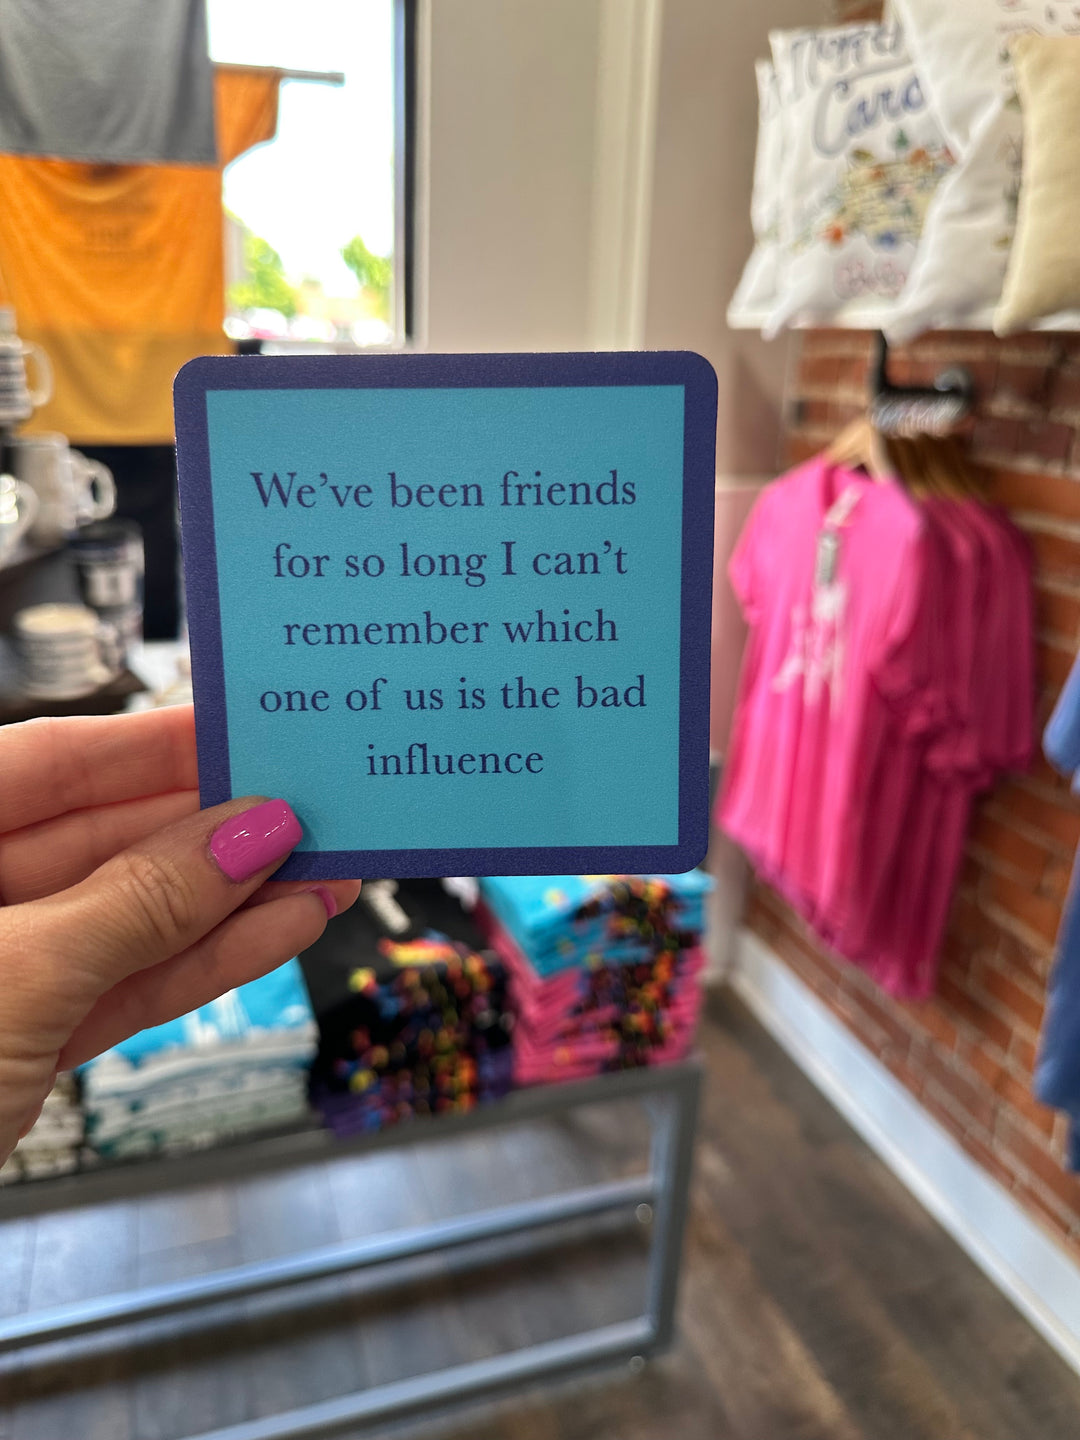 We've been friends
for so long I can't
remember which
one of us is the bad
influence